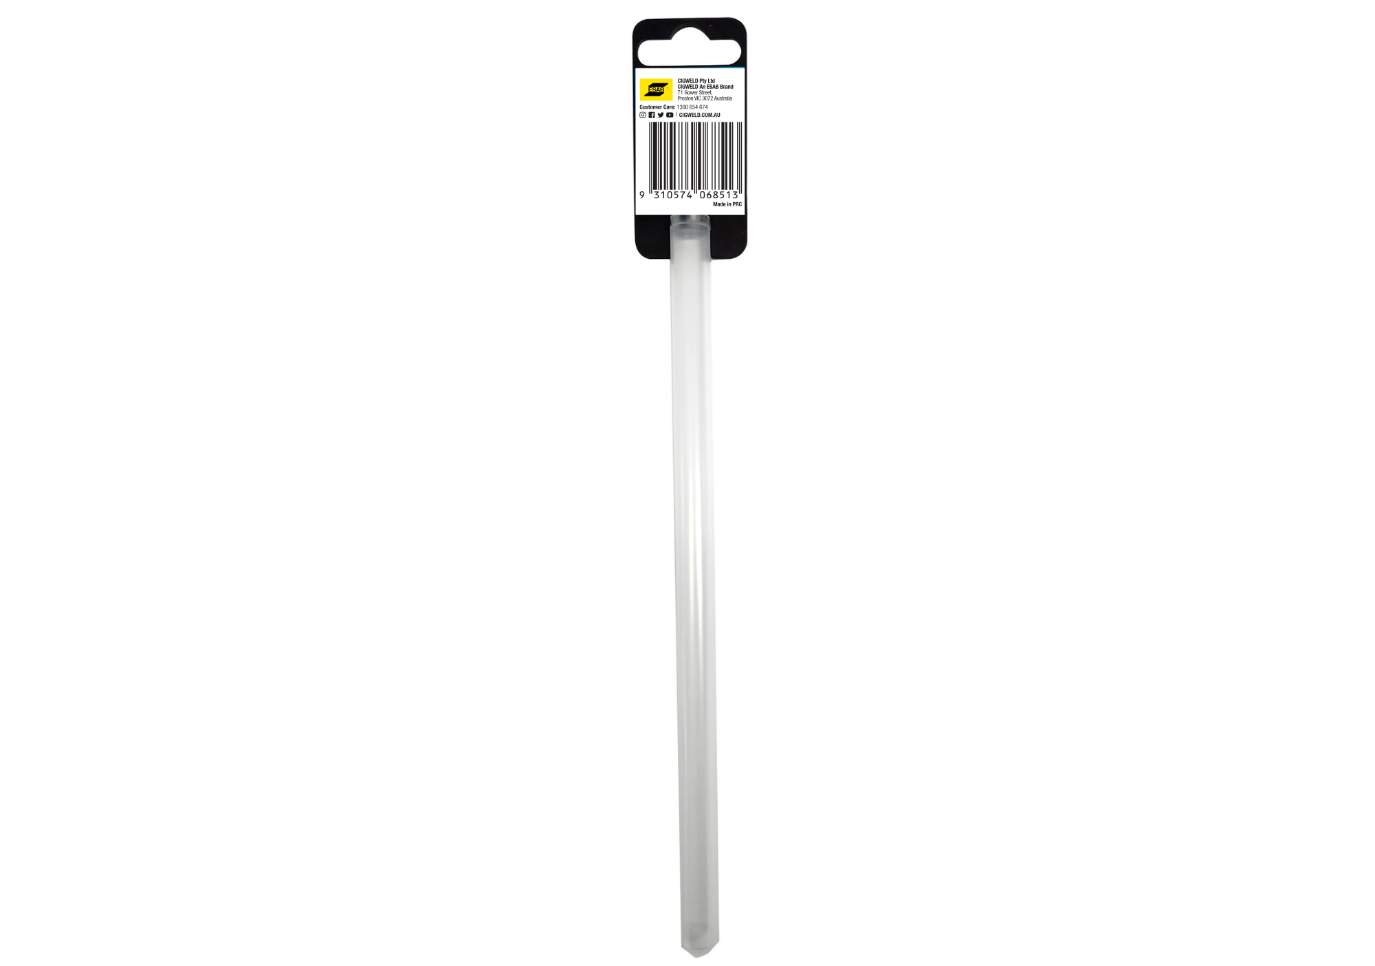 ESAB
CIGWELD Pty Ltd
CIGWELD An ESAB Brand
71 Gower Street,
Preston VIC 3072 Australia
Customer Care: 1300 654 674
CIGWELD.COM.AU
9 310574 068513
Made in PRC